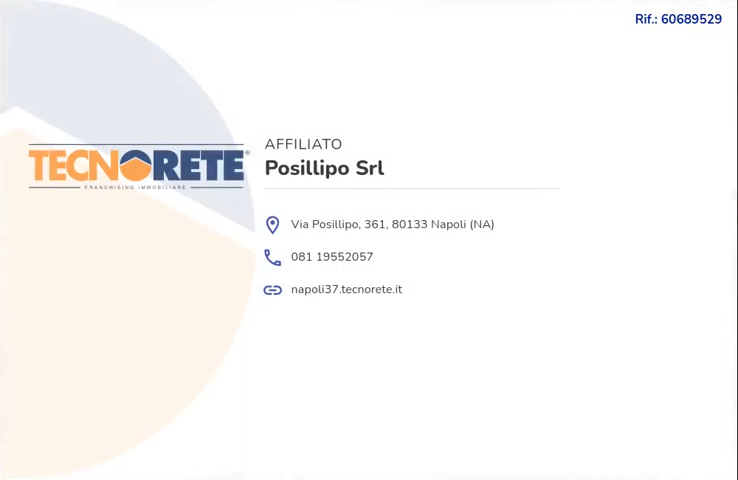 Rif.: 60689529
TECNORETE
FRANCHISING IMMOBILIARE
AFFILIATO
Posillipo Srl
Via Posillipo, 361, 80133 Napoli (NA)
081 19552057
napoli37.tecnorete.it